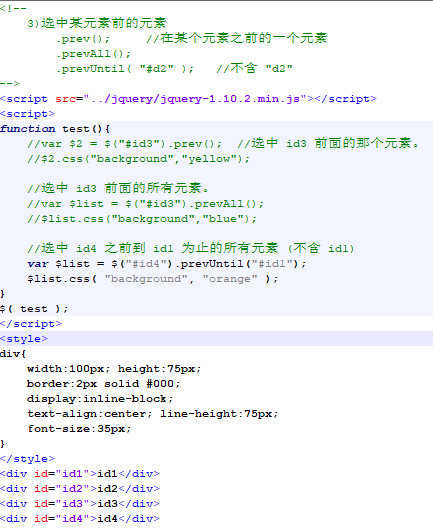 <!--
3)选中某元素前的元素
.prev(); //在某个元素之前的一个元素
.prevAll();
.prevUntil( "#d2" ); //不含 "d2"
-->
<script src="../jquery/jquery-1.10.2.min.js"></script>
<script>
function test(){
//var $2 = $("#id3").prev(); //选中 id3 前面的那个元素。
//$2.css("background","yellow");
//选中 id3 前面的所有元素。
//var $list = $("#id3").prevAll();
//$list.css("background","blue");
//选中 id4 之前到 id1 为止的所有元素 (不含 id1)
var $list = $("#id4").prevUntil("#id1");
$list.css( "background", "orange" );
}
$( test );
</script>
<style>
div{
width:100px; height:75px;
border:2px solid #000;
display:inline-block;
text-align:center; line-height:75px;
font-size:35px;
}
</style>
<div id="id1">id1</div>
<div id="id2">id2</div>
<div id="id3">id3</div>
<div id="id4">id4</div>